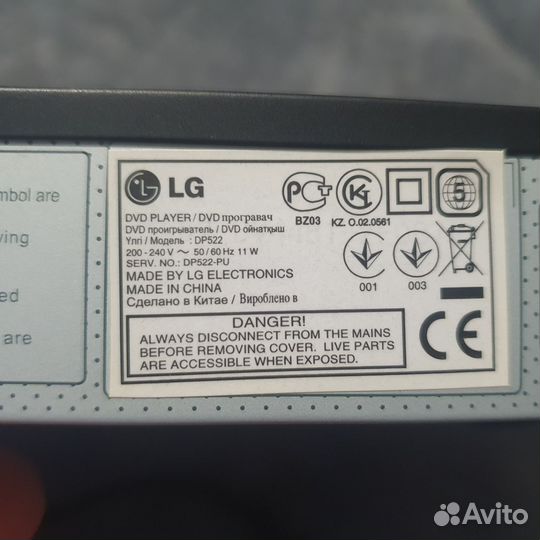 mbol are
ving
ed
are
LG
DVD PLAYER / DVD програвач
DVD проигрыватель / DVD ойнатқыш
Үлгі / Модель : DP522
200 - 240 V ~ 50 / 60 Hz 11 W
SERV. NO.: DP522-PU
MADE BY LG ELECTRONICS
MADE IN CHINA
Сделано в Китае / Вироблено в
BZ03
KZ. O.02.0561
5
001
003
CE
DANGER!
ALWAYS DISCONNECT FROM THE MAINS
BEFORE REMOVING COVER. LIVE PARTS
ARE ACCESSIBLE WHEN EXPOSED.
Avito